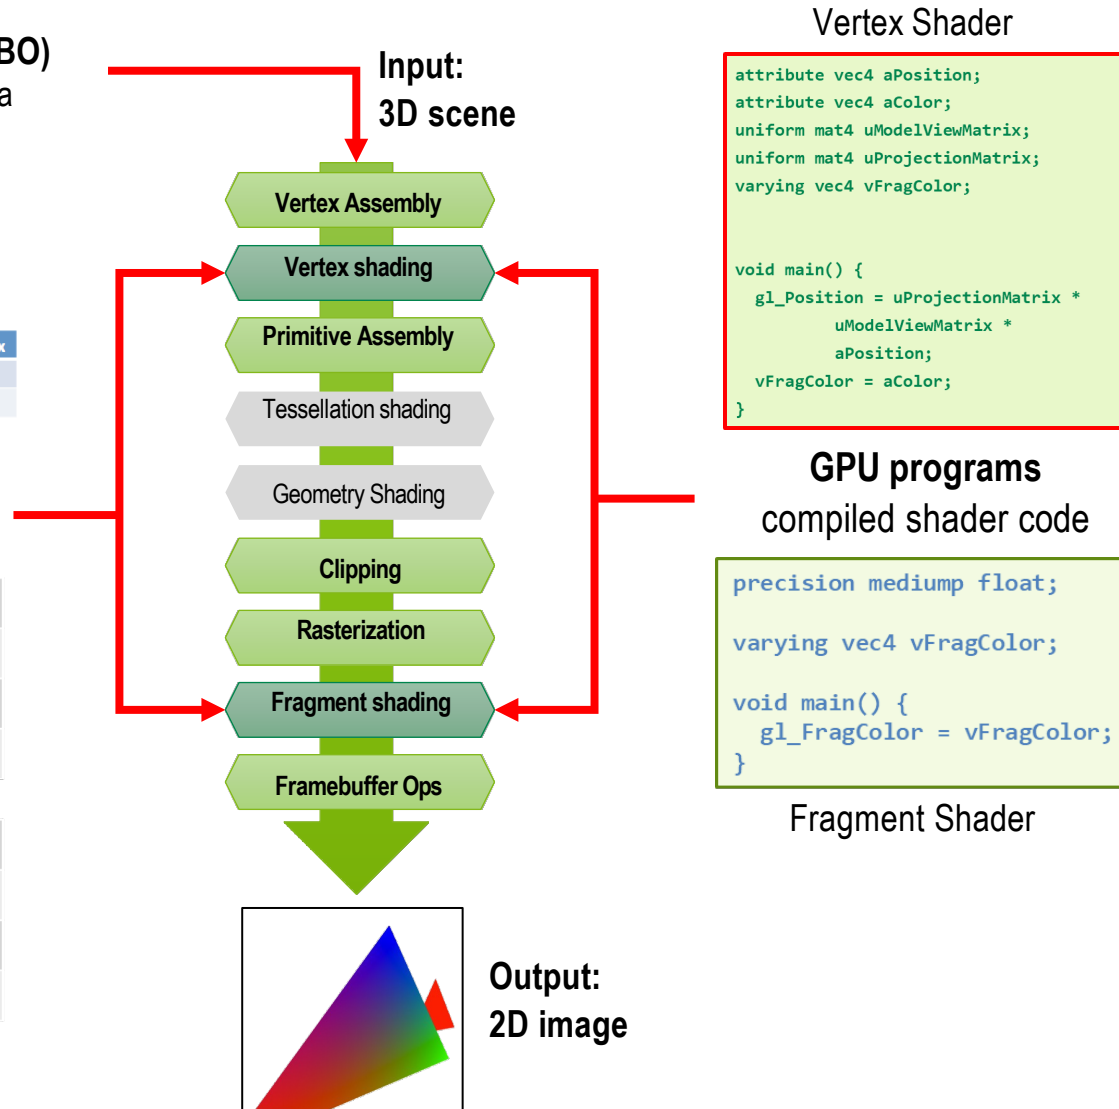 BO)
a
Input:
3D scene
Vertex Assembly
Vertex shading
Primitive Assembly
Tessellation shading
Geometry Shading
Clipping
Rasterization
Fragment shading
Framebuffer Ops
Output:
2D image
x
Vertex Shader
attribute vec4 aPosition;
attribute vec4 aColor;
uniform mat4 uModelViewMatrix;
uniform mat4 uProjectionMatrix;
varying vec4 vFragColor;
void main() {
gl_Position = uProjectionMatrix *
uModelViewMatrix *
aPosition;
vFragColor = aColor;
}
GPU programs
compiled shader code
precision mediump float;
varying vec4 vFragColor;
void main() {
gl_FragColor = vFragColor;
}
Fragment Shader